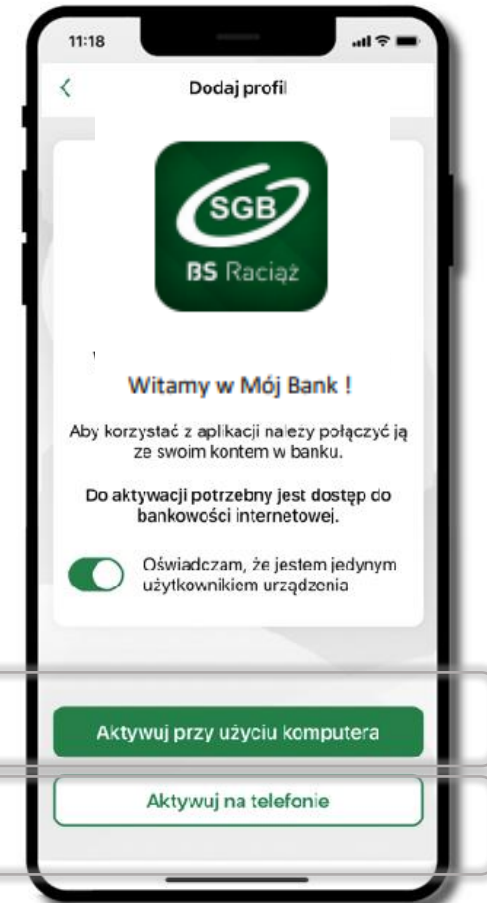 11:18
Dodaj profil
SGB
BS Raciąż
Witamy w Mój Bank !
Aby korzystać z aplikacji należy połączyć ją
ze swoim kontem w banku.
Do aktywacji potrzebny jest dostęp do
bankowości internetowej.
Oświadczam, że jestem jedynym
użytkownikiem urządzenia
Aktywuj przy użyciu komputera
Aktywuj na telefonie